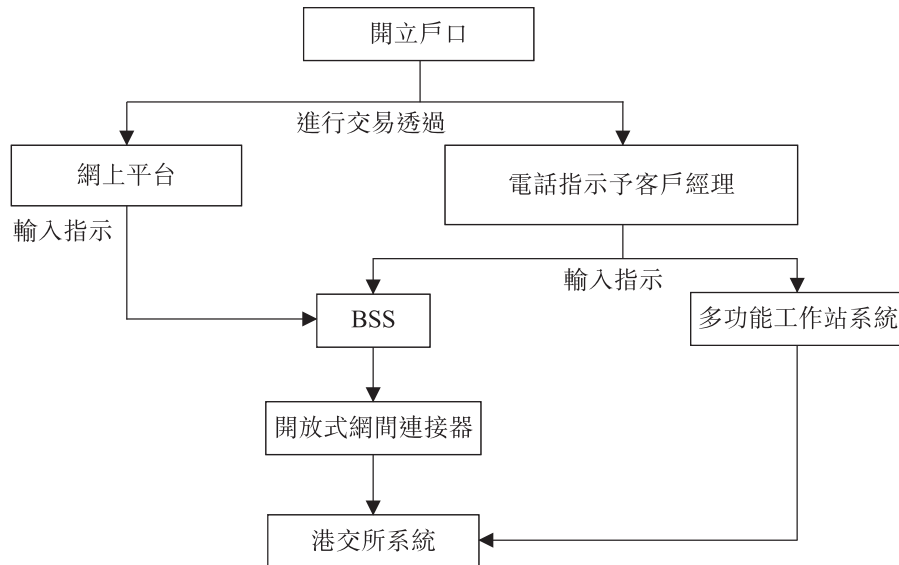 開立戶口
進行交易透過
網上平台
電話指示予客戶經理
輸入指示
輸入指示
BSS
多功能工作站系統
開放式網間連接器
港交所系統